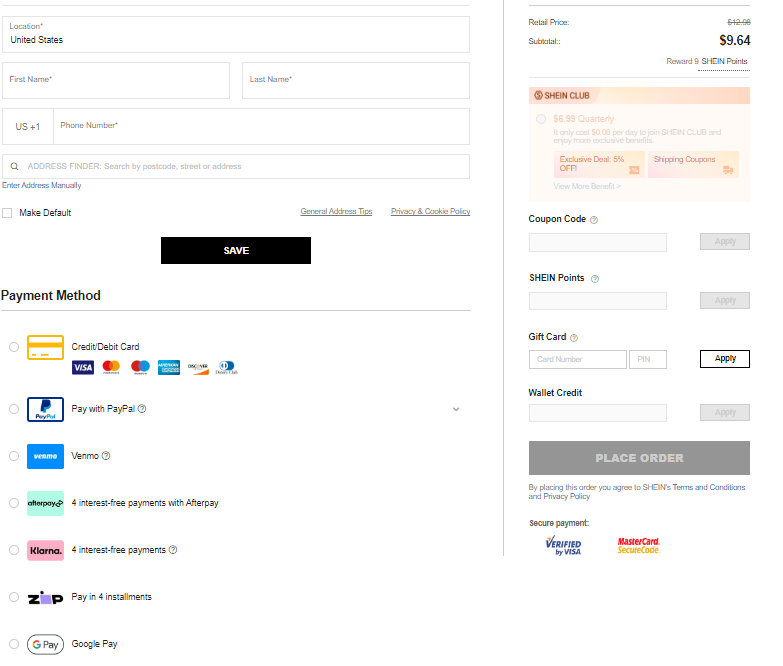 Location*
United States
First Name*
Last Name*
US +1
Phone Number*
ADDRESS FINDER: Search by postcode, street or address
Enter Address Manually
Make Default
General Address Tips
Privacy & Cookie Policy
SAVE
Payment Method
Credit/Debit Card
VISA
DISCOVER
Diners Club
PayPal
Pay with PayPal
venmo
Venmo
afterpay
4 interest-free payments with Afterpay
Klarna.
4 interest-free payments
ZIP
Pay in 4 installments
G Pay
Google Pay
Retail Price:
$12.98
Subtotal::
$9.64
Reward 9 SHEIN Points
SHEIN CLUB
$6.99 Quarterly
It only cost $0.08 per day to join SHEIN CLUB and
enjoy more exclusive benefits.
Exclusive Deal: 5%
OFF!
Shipping Coupons
View More Benefit >
Coupon Code ?
Apply
SHEIN Points ?
Apply
Gift Card ?
Card Number
PIN
Apply
Wallet Credit
Apply
PLACE ORDER
By placing this order you agree to SHEIN's Terms and Conditions
and Privacy Policy
Secure payment:
VERIFIED
by VISA
MasterCard.
SecureCode.